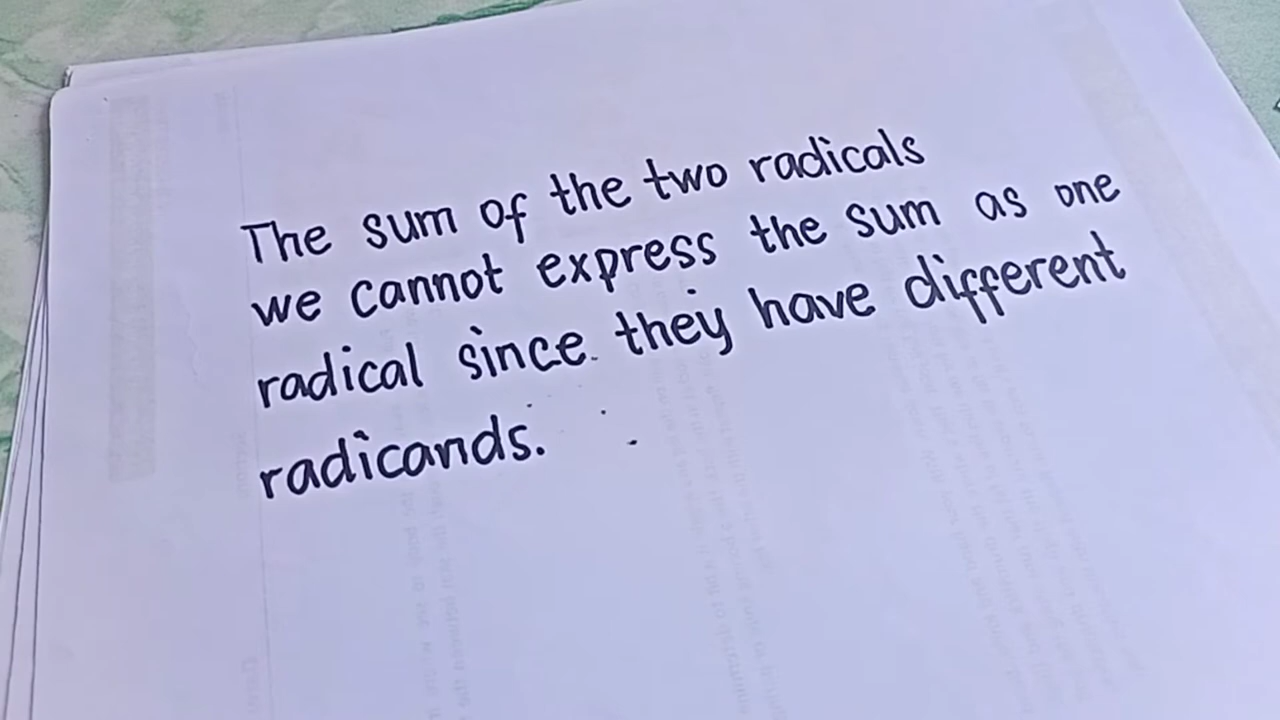 The sum of the two radicals
we cannot express the sum as one
radical since they have different
radicands.